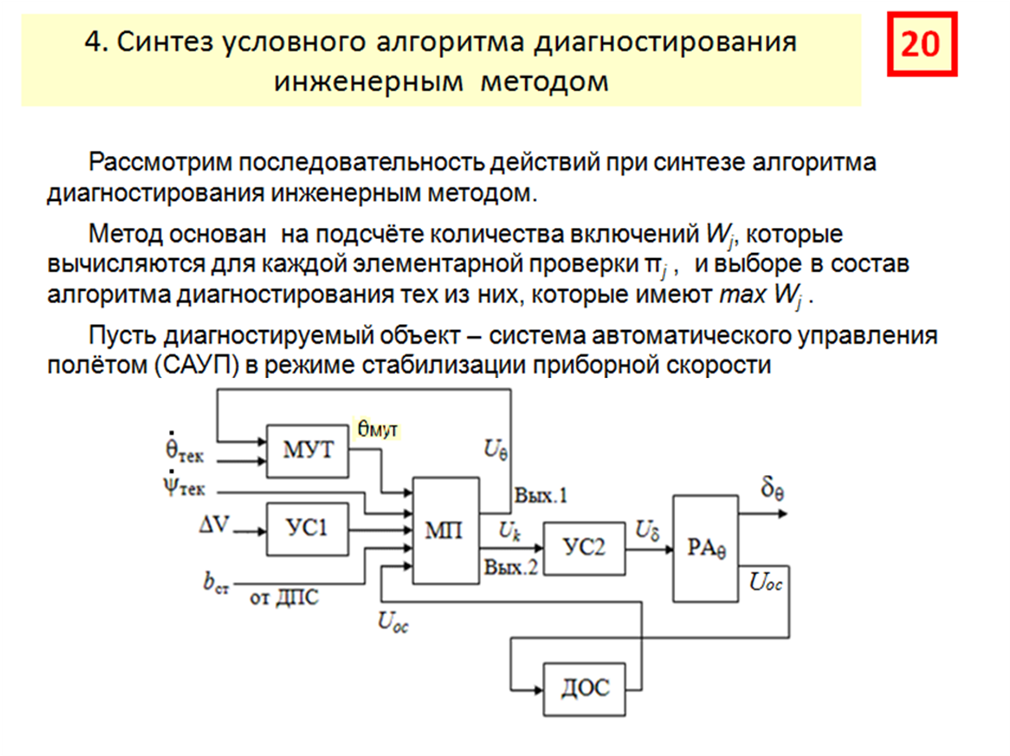 4. Синтез условного алгоритма диагностирования
инженерным методом
20
Рассмотрим последовательность действий при синтезе алгоритма
диагностирования инженерным методом.
Метод основан на подсчёте количества включений Wj, которые
вычисляются для каждой элементарной проверки πj , и выборе в состав
алгоритма диагностирования тех из них, которые имеют max Wj .
Пусть диагностируемый объект – система автоматического управления
полётом (САУП) в режиме стабилизации приборной скорости
θмут
θ̇тек
МУТ
Uθ
ψ̇тек
Вых.1
δθ
ΔV
УС1
МП
Uk
УС2
Uδ
РАθ
Вых.2
bст
от ДПС
Uос
Uос
ДОС